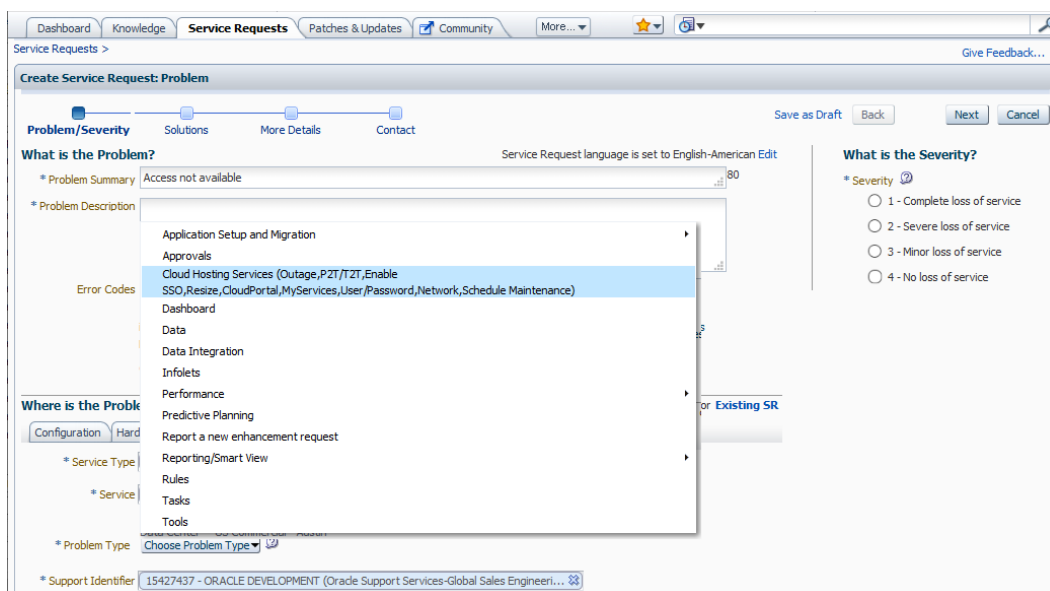 Dashboard Knowledge Service Requests Patches & Updates Community More...
Service Requests >
Give Feedback...
Create Service Request: Problem
Problem/Severity Solutions More Details Contact
Save as Draft Back Next Cancel
What is the Problem?
Service Request language is set to English-American Edit
What is the Severity?
* Problem Summary Access not available 80
* Severity
* Problem Description
1 - Complete loss of service
2 - Severe loss of service
3 - Minor loss of service
4 - No loss of service
Application Setup and Migration
Approvals
Cloud Hosting Services (Outage,P2T/T2T,Enable
SSO,Resize,CloudPortal,MyServices,User/Password,Network,Schedule Maintenance)
Error Codes
Dashboard
Data
Data Integration
Infolets
Performance
Predictive Planning
Report a new enhancement request
Reporting/Smart View
Rules
Tasks
Tools
Where is the Proble
or Existing SR
Configuration Hard
* Service Type
* Service
* Problem Type Choose Problem Type
* Support Identifier 15427437 - ORACLE DEVELOPMENT (Oracle Support Services-Global Sales Engineeri...